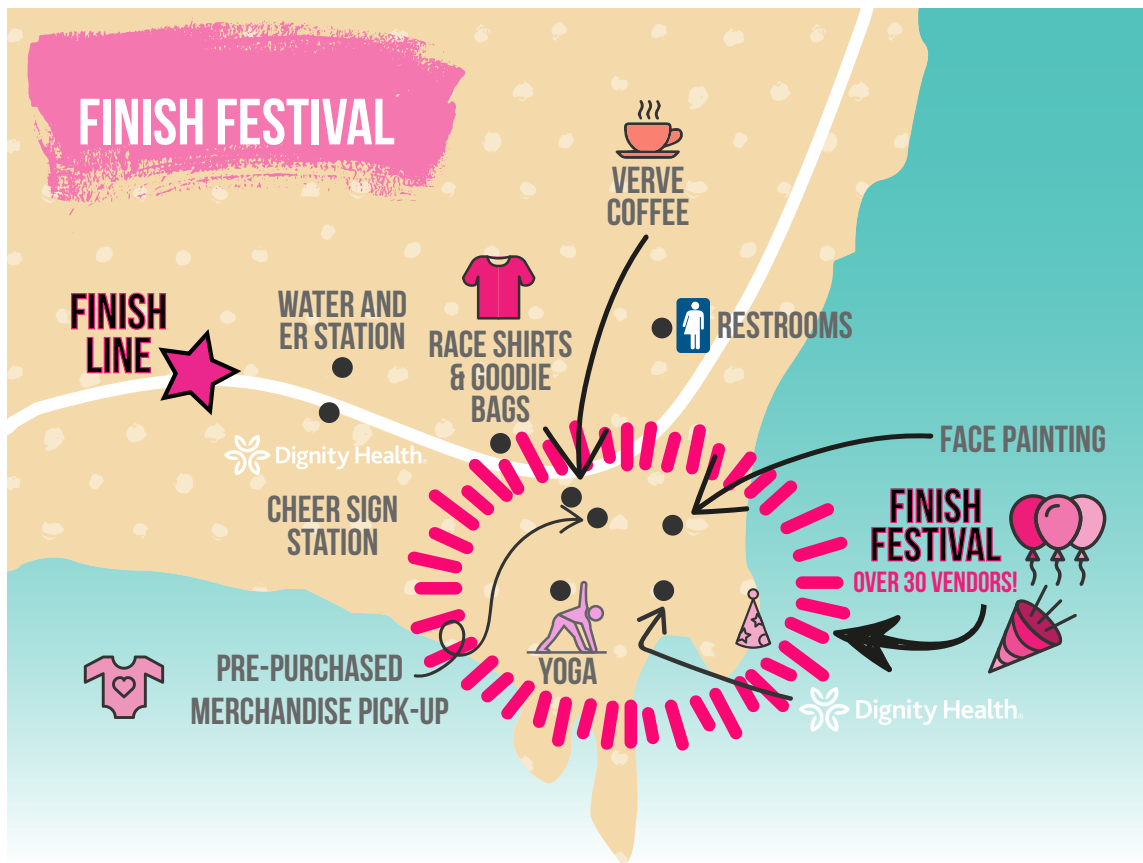 FINISH FESTIVAL
VERVE
COFFEE
FINISH
LINE
WATER AND
ER STATION
RACE SHIRTS
& GOODIE
BAGS
RESTROOMS
Dignity Health
CHEER SIGN
STATION
FACE PAINTING
FINISH
FESTIVAL
OVER 30 VENDORS!
YOGA
PRE-PURCHASED
MERCHANDISE PICK-UP
Dignity Health